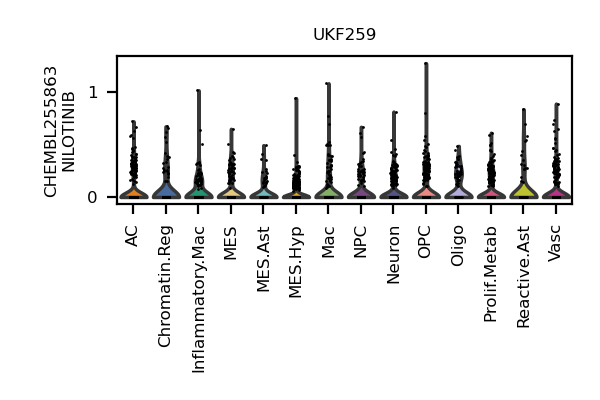 UKF259
CHEMBL255863
NILOTINIB
1
0
AC
Chromatin.Reg
Inflammatory.Mac
MES
MES.Ast
MES.Hyp
Mac
NPC
Neuron
OPC
Oligo
Prolif.Metab
Reactive.Ast
Vasc